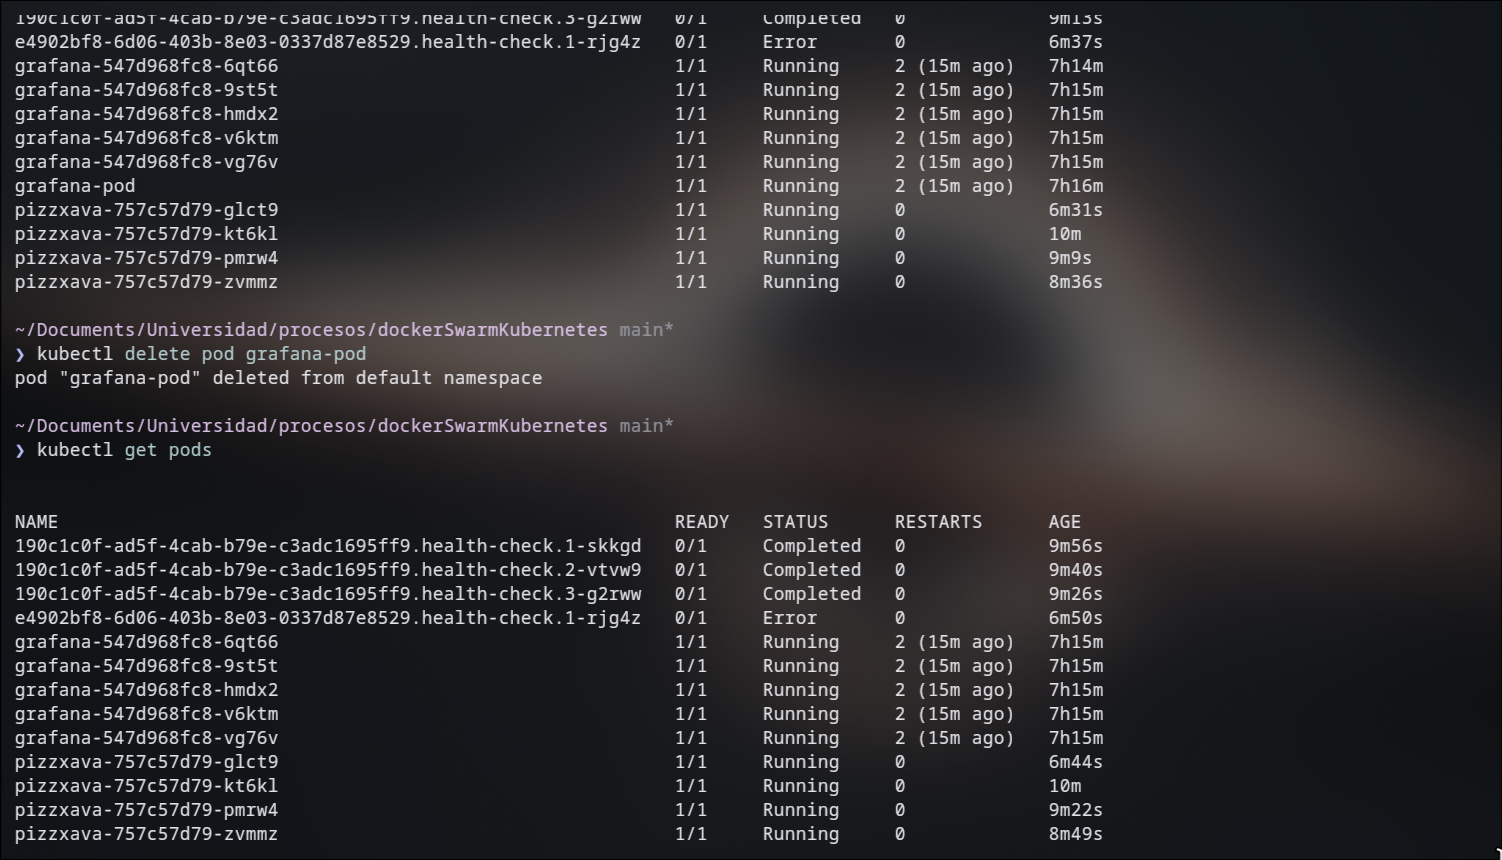 190c1c0f-ad5f-4cab-b79e-c3adc1695ff9.health-check.3-g2rww 0/1 Completed 0 9m13s
e4902bf8-6d06-403b-8e03-0337d87e8529.health-check.1-rjg4z 0/1 Error 0 6m37s
grafana-547d968fc8-6qt66 1/1 Running 2 (15m ago) 7h14m
grafana-547d968fc8-9st5t 1/1 Running 2 (15m ago) 7h15m
grafana-547d968fc8-hmdx2 1/1 Running 2 (15m ago) 7h15m
grafana-547d968fc8-v6ktm 1/1 Running 2 (15m ago) 7h15m
grafana-547d968fc8-vg76v 1/1 Running 2 (15m ago) 7h15m
grafana-pod 1/1 Running 2 (15m ago) 7h16m
pizzxava-757c57d79-glct9 1/1 Running 0 6m31s
pizzxava-757c57d79-kt6kl 1/1 Running 0 10m
pizzxava-757c57d79-pmrw4 1/1 Running 0 9m9s
pizzxava-757c57d79-zvmmz 1/1 Running 0 8m36s
~/Documents/Universidad/procesos/dockerSwarmKubernetes main*
❯ kubectl delete pod grafana-pod
pod "grafana-pod" deleted from default namespace
~/Documents/Universidad/procesos/dockerSwarmKubernetes main*
❯ kubectl get pods
NAME READY STATUS RESTARTS AGE
190c1c0f-ad5f-4cab-b79e-c3adc1695ff9.health-check.1-skkgd 0/1 Completed 0 9m56s
190c1c0f-ad5f-4cab-b79e-c3adc1695ff9.health-check.2-vtvw9 0/1 Completed 0 9m40s
190c1c0f-ad5f-4cab-b79e-c3adc1695ff9.health-check.3-g2rww 0/1 Completed 0 9m26s
e4902bf8-6d06-403b-8e03-0337d87e8529.health-check.1-rjg4z 0/1 Error 0 6m50s
grafana-547d968fc8-6qt66 1/1 Running 2 (15m ago) 7h15m
grafana-547d968fc8-9st5t 1/1 Running 2 (15m ago) 7h15m
grafana-547d968fc8-hmdx2 1/1 Running 2 (15m ago) 7h15m
grafana-547d968fc8-v6ktm 1/1 Running 2 (15m ago) 7h15m
grafana-547d968fc8-vg76v 1/1 Running 2 (15m ago) 7h15m
pizzxava-757c57d79-glct9 1/1 Running 0 6m44s
pizzxava-757c57d79-kt6kl 1/1 Running 0 10m
pizzxava-757c57d79-pmrw4 1/1 Running 0 9m22s
pizzxava-757c57d79-zvmmz 1/1 Running 0 8m49s